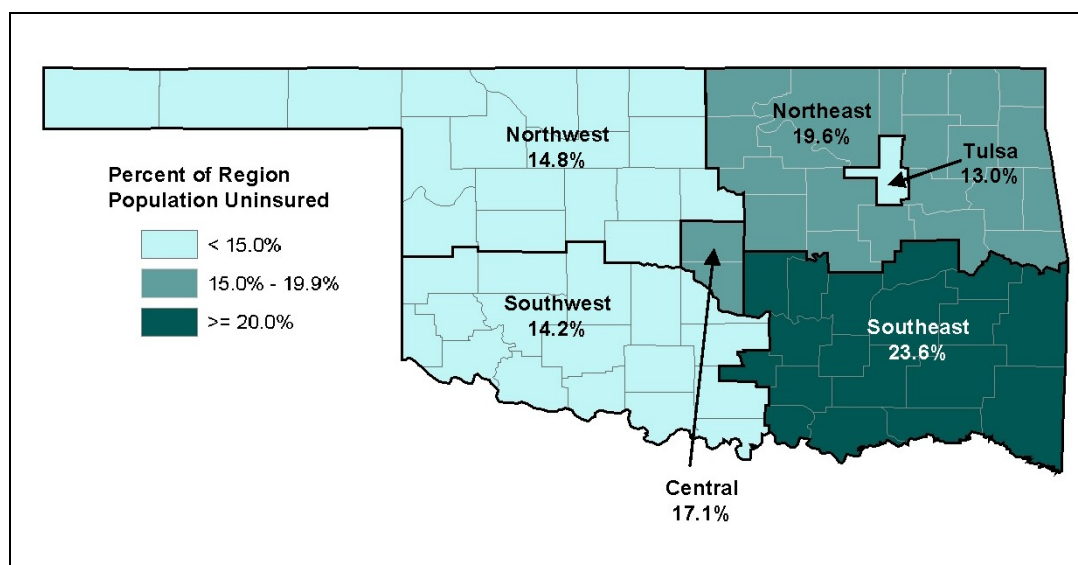 Northwest
14.8%
Northeast
19.6%
Tulsa
13.0%
Percent of Region
Population Uninsured
< 15.0%
15.0% - 19.9%
>= 20.0%
Southwest
14.2%
Southeast
23.6%
Central
17.1%